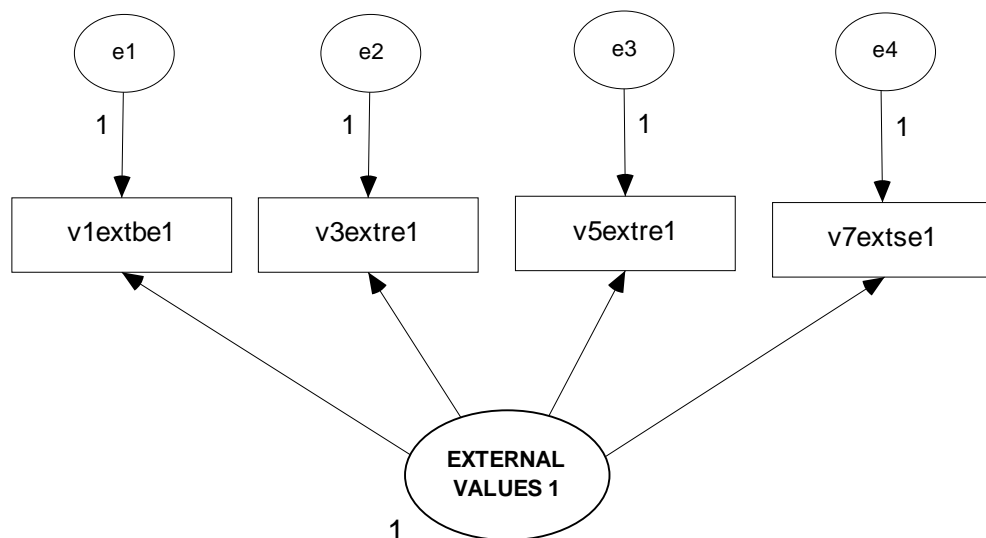 e1
e2
e3
e4
1
1
1
1
v1extbe1
v3extre1
v5extre1
v7extse1
EXTERNAL
VALUES 1
1